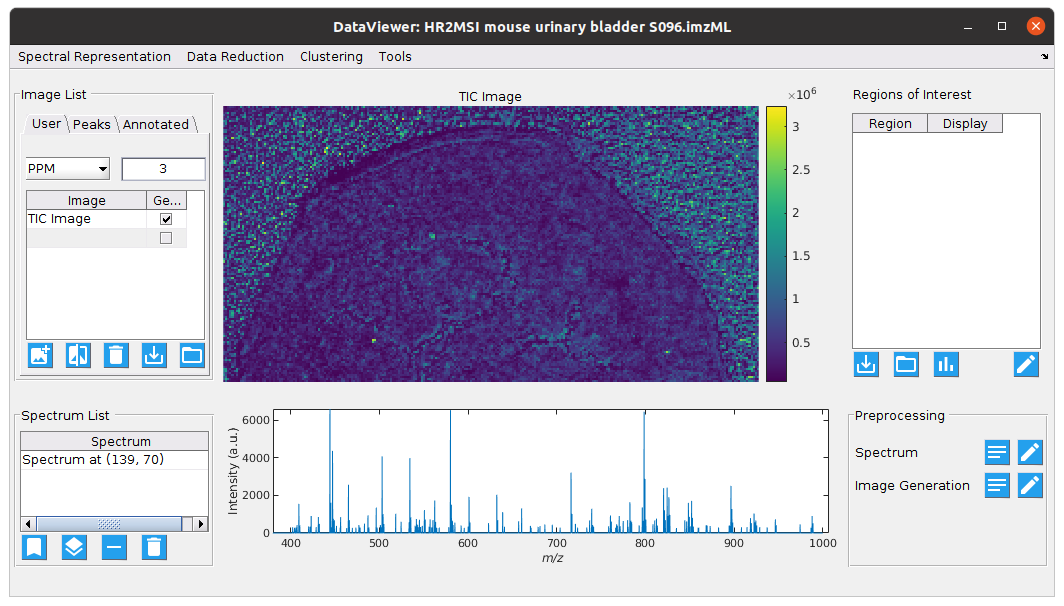 DataViewer: HR2MSI mouse urinary bladder S096.imzML
Spectral Representation Data Reduction Clustering Tools
Image List
User Peaks Annotated
PPM 3
Image Ge...
TIC Image
TIC Image
×10⁶
3
2.5
2
1.5
1
0.5
Regions of Interest
Region Display
Spectrum List
Spectrum
Spectrum at (139, 70)
Intensity (a.u.)
6000
4000
2000
0
400 500 600 700 800 900 1000
m/z
Preprocessing
Spectrum
Image Generation